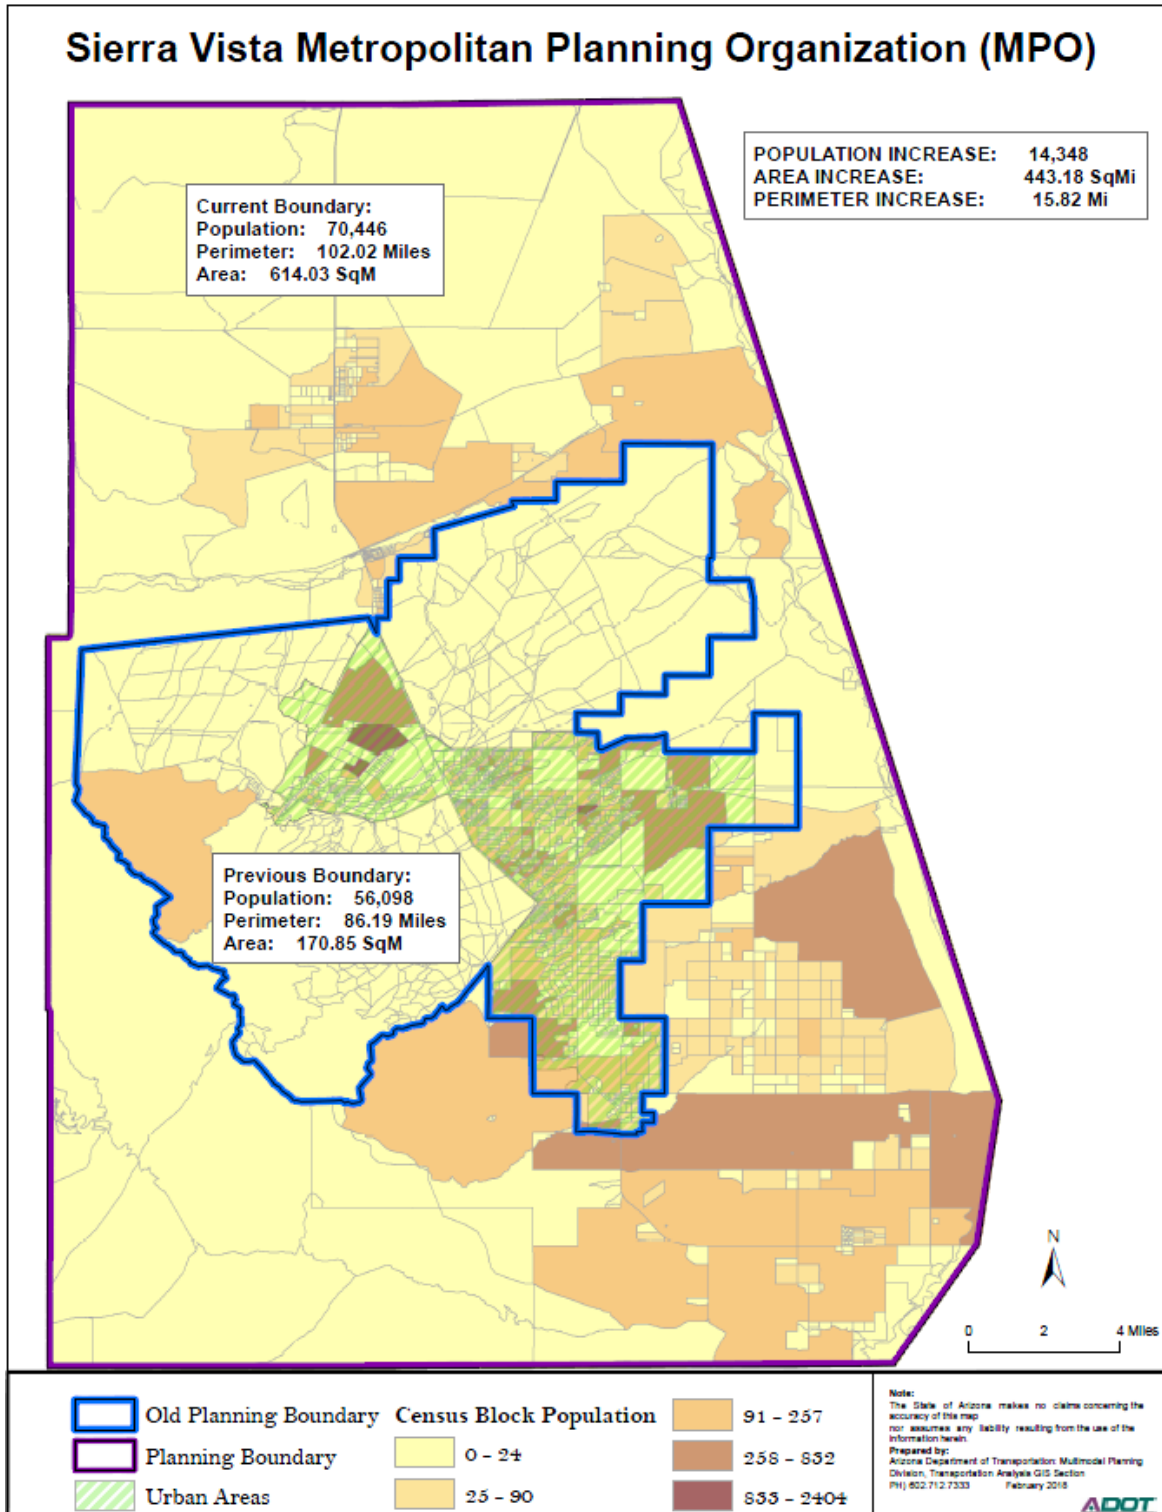 Sierra Vista Metropolitan Planning Organization (MPO)
POPULATION INCREASE: 14,348
AREA INCREASE: 443.18 SqMi
PERIMETER INCREASE: 15.82 Mi
Current Boundary:
Population: 70,446
Perimeter: 102.02 Miles
Area: 614.03 SqM
Previous Boundary:
Population: 56,098
Perimeter: 86.19 Miles
Area: 170.85 SqM
N
0 2 4 Miles
Old Planning Boundary
Planning Boundary
Urban Areas
Census Block Population
0 - 24
25 - 90
91 - 257
258 - 832
833 - 2404
Note:
The State of Arizona makes no claims concerning the
accuracy of this map
nor assumes any liability resulting from the use of the
information herein.
Prepared by:
Arizona Department of Transportation: Multimodal Planning
Division, Transportation Analysis GIS Section
PH) 602.712.7333 February 2018
ADOT